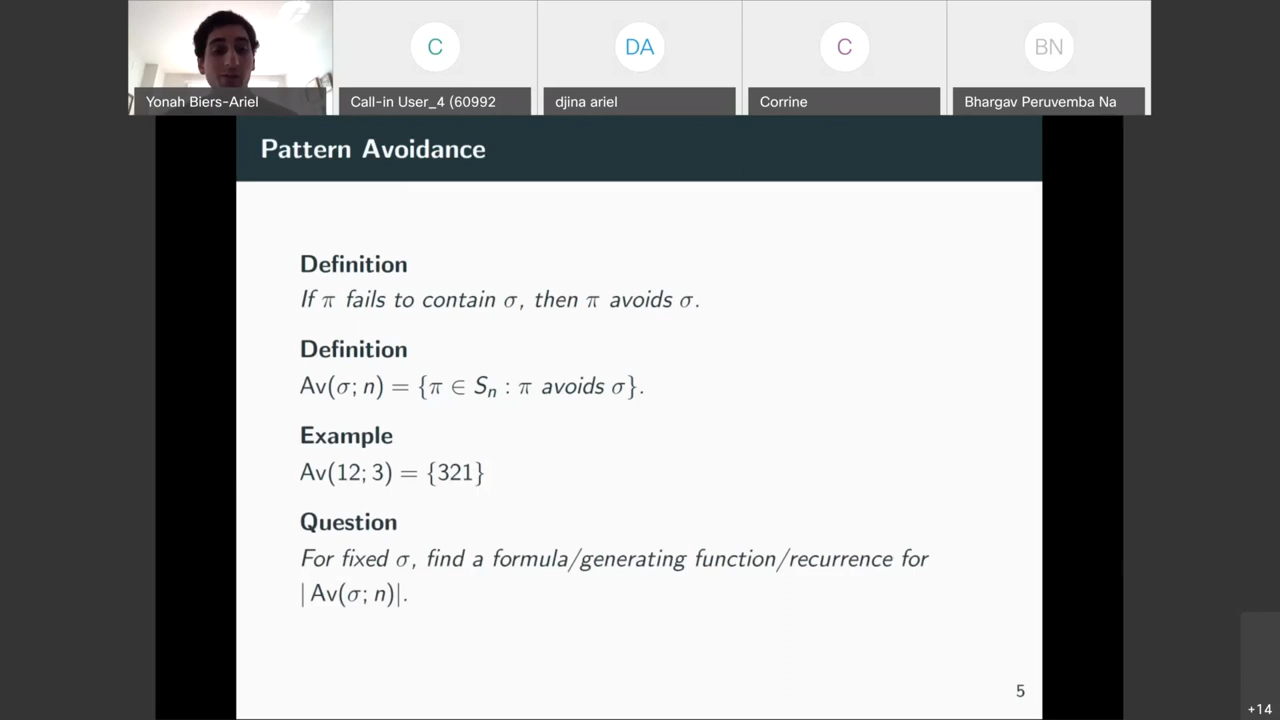 C
DA
C
BN
Yonah Biers-Ariel
Call-in User_4 (60992
djina ariel
Corrine
Bhargav Peruvemba Na
Pattern Avoidance
Definition
If π fails to contain σ, then π avoids σ.
Definition
Av(σ; n) = {π ∈ Sₙ : π avoids σ}.
Example
Av(12; 3) = {321}
Question
For fixed σ, find a formula/generating function/recurrence for
| Av(σ; n)|.
5
+14